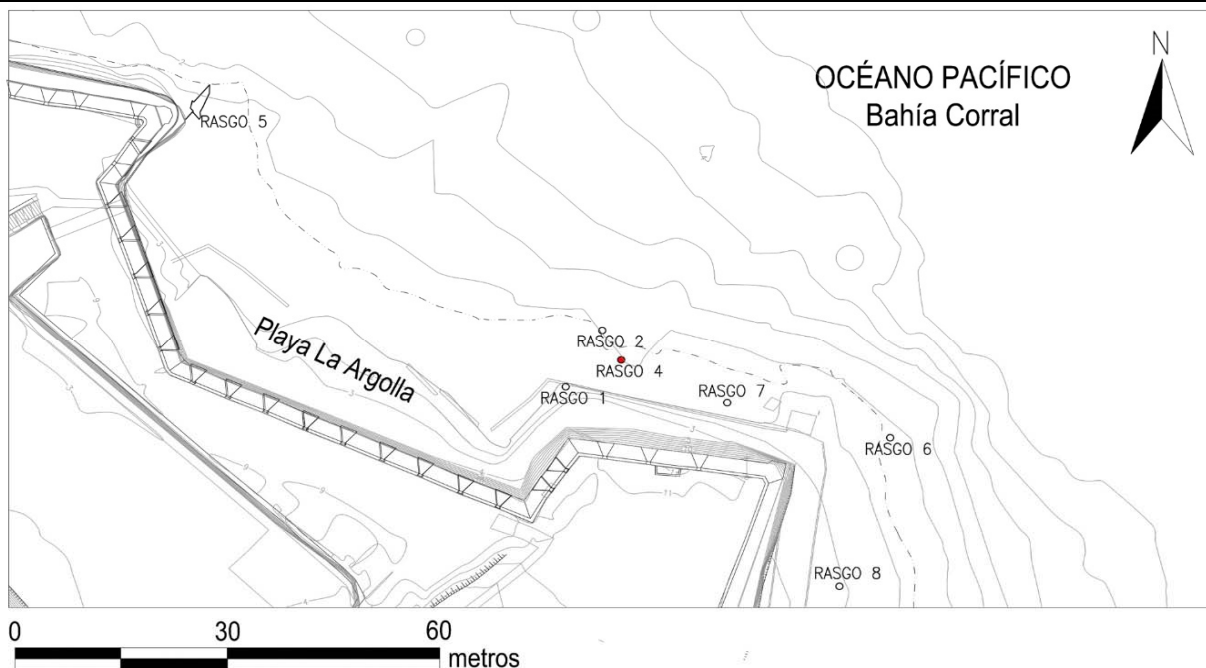 OCÉANO PACÍFICO
Bahía Corral
N
RASGO 5
Playa La Argolla
RASGO 2
RASGO 4
RASGO 1
RASGO 7
RASGO 6
RASGO 8
0 30 60
metros